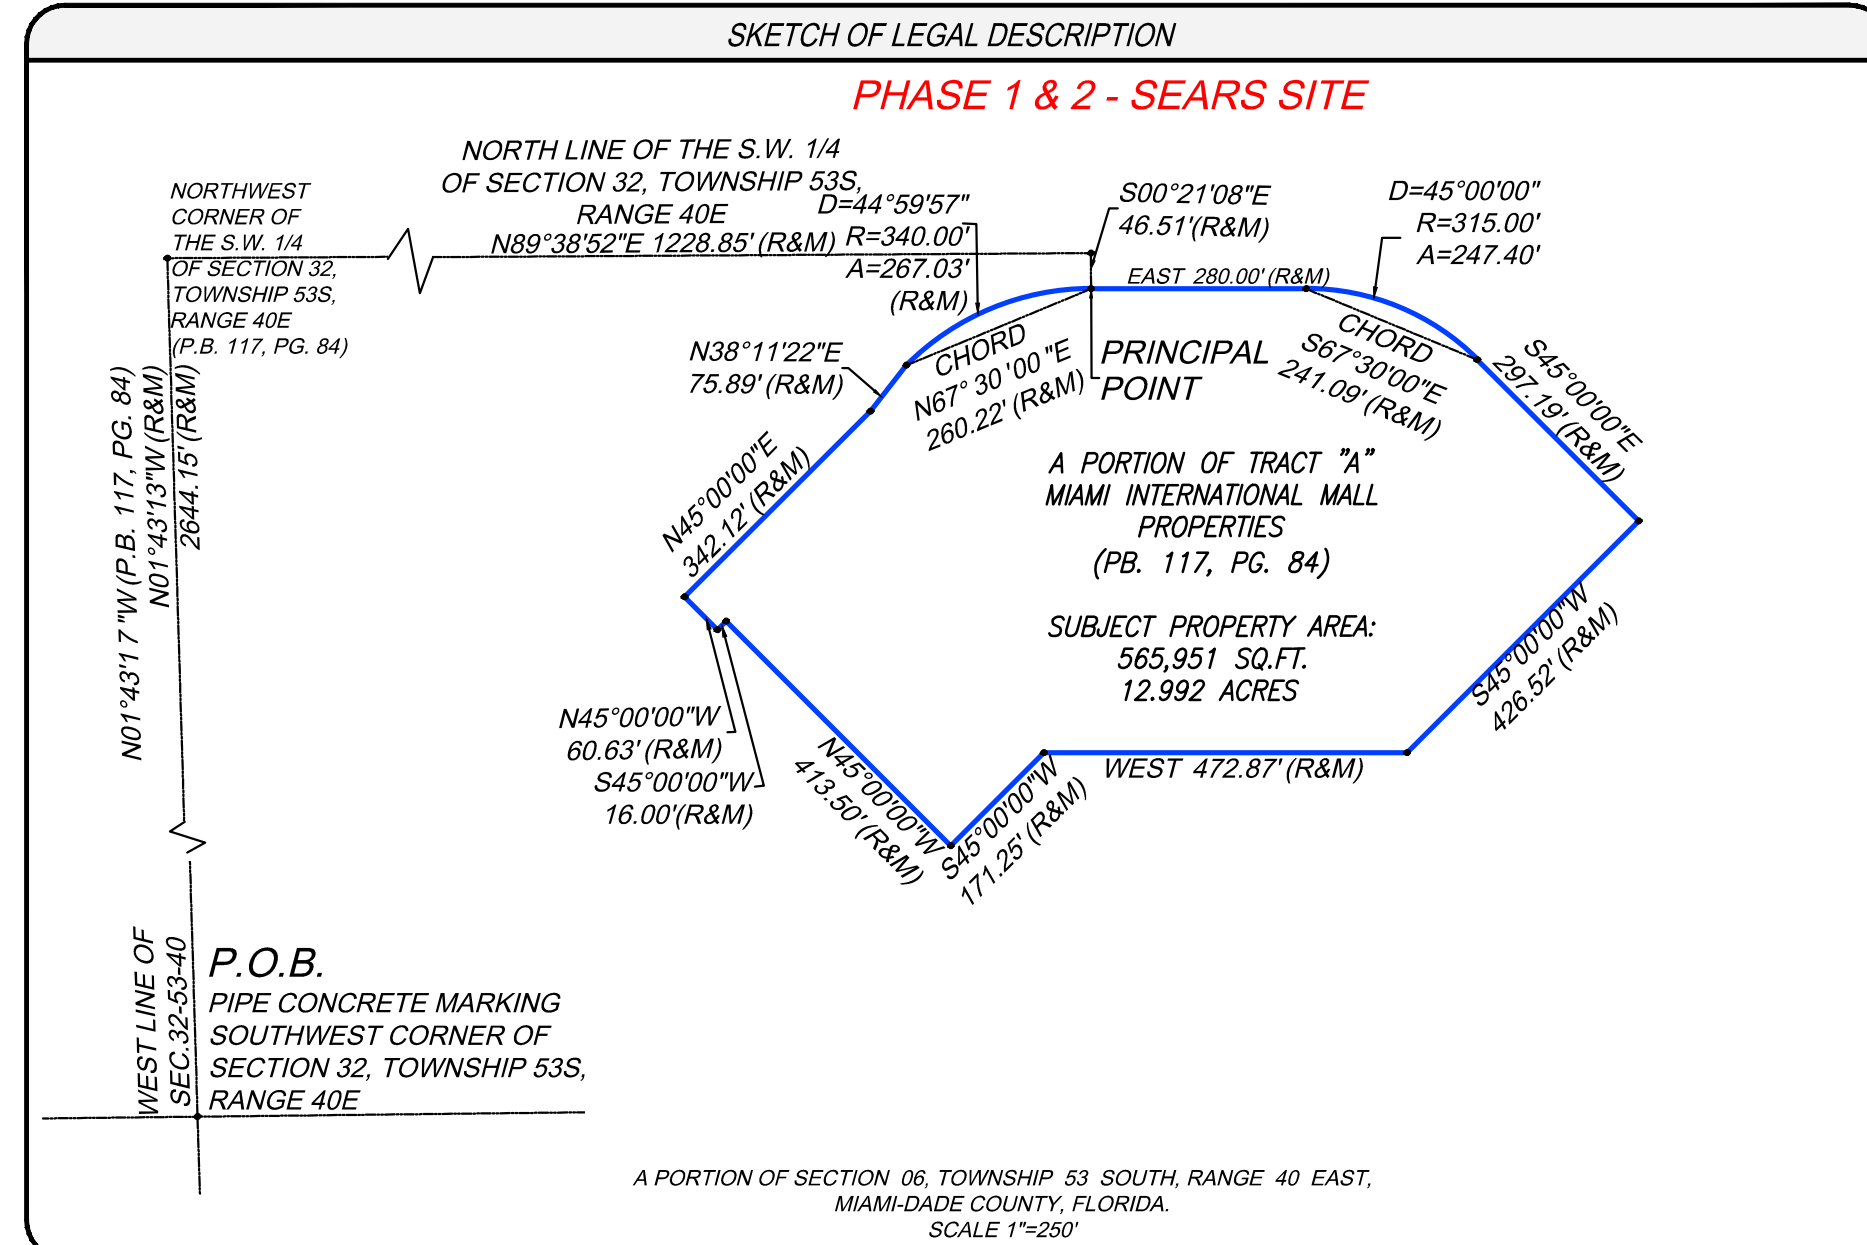 SKETCH OF LEGAL DESCRIPTION
PHASE 1 & 2 - SEARS SITE
NORTH LINE OF THE S.W. 1/4
OF SECTION 32, TOWNSHIP 53S,
RANGE 40E
N89°38'52"E 1228.85' (R&M)
NORTHWEST
CORNER OF
THE S.W. 1/4
OF SECTION 32,
TOWNSHIP 53S,
RANGE 40E
(P.B. 117, PG. 84)
D=44°59'57"
R=340.00'
A=267.03'
(R&M)
S00°21'08"E
46.51'(R&M)
D=45°00'00"
R=315.00'
A=247.40'
EAST 280.00' (R&M)
N38°11'22"E
75.89' (R&M)
CHORD
N67° 30 '00 "E
260.22' (R&M)
PRINCIPAL
POINT
CHORD
S67°30'00"E
241.09' (R&M)
S45°00'00"E
297.19' (R&M)
N01°43'1 7 "W (P.B. 117, PG. 84)
N01°43'13"W (R&M)
2644.15' (R&M)
N45°00'00"E
342.12' (R&M)
A PORTION OF TRACT "A"
MIAMI INTERNATIONAL MALL
PROPERTIES
(PB. 117, PG. 84)
SUBJECT PROPERTY AREA:
565,951 SQ.FT.
12.992 ACRES
S45°00'00"W
426.52' (R&M)
N45°00'00"W
60.63' (R&M)
S45°00'00"W
16.00'(R&M)
N45°00'00"W
413.50' (R&M)
S45°00'00"W
171.25' (R&M)
WEST 472.87' (R&M)
WEST LINE OF
SEC.32-53-40
P.O.B.
PIPE CONCRETE MARKING
SOUTHWEST CORNER OF
SECTION 32, TOWNSHIP 53S,
RANGE 40E
A PORTION OF SECTION 06, TOWNSHIP 53 SOUTH, RANGE 40 EAST,
MIAMI-DADE COUNTY, FLORIDA.
SCALE 1"=250'